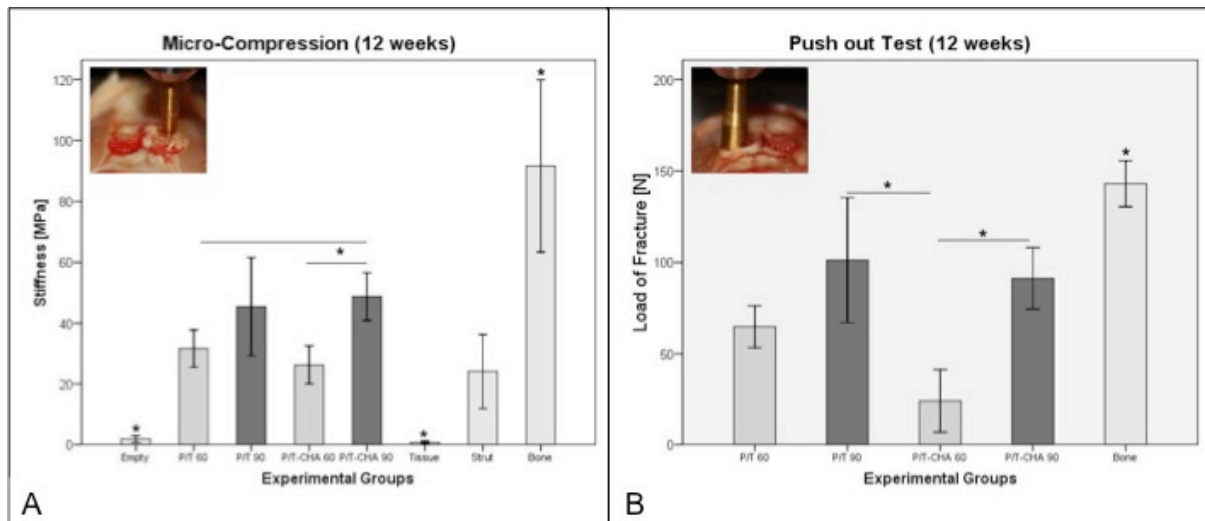 Micro-Compression (12 weeks)
120
100
80
60
40
20
0
Stiffness [MPa]
*
*
*
*
Empty P/T 60 P/T 90 P/T-CHA 60 P/T-CHA 90 Tissue Strut Bone
Experimental Groups
A
Push out Test (12 weeks)
200
150
100
50
0
Load of Fracture [N]
*
*
*
P/T 60 P/T 90 P/T-CHA 60 P/T-CHA 90 Bone
Experimental Groups
B